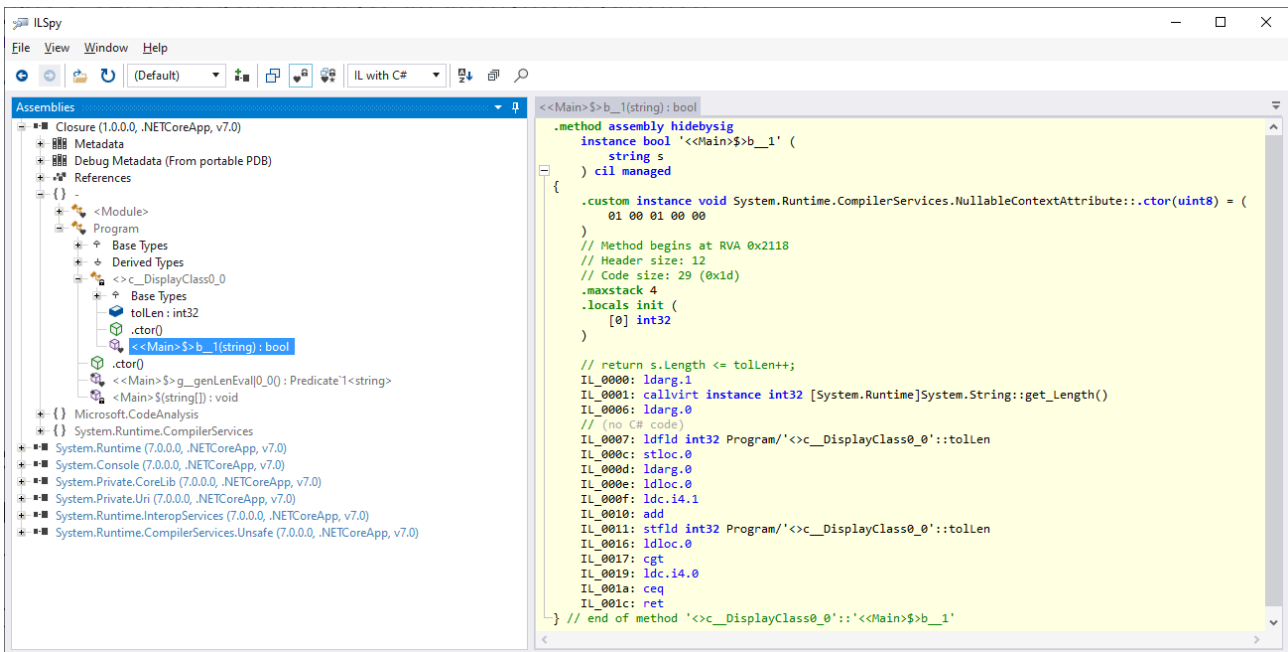 ILSpy
File View Window Help
(Default) IL with C#
Assemblies
Closure (1.0.0.0, .NETCoreApp, v7.0)
Metadata
Debug Metadata (From portable PDB)
References
{ } -
<Module>
Program
Base Types
Derived Types
<>c__DisplayClass0_0
Base Types
tolLen : int32
.ctor()
<<Main>$>b__1(string) : bool
.ctor()
<<Main>$>g__genLenEval|0_0() : Predicate`1<string>
<Main>$(string[]) : void
{ } Microsoft.CodeAnalysis
{ } System.Runtime.CompilerServices
System.Runtime (7.0.0.0, .NETCoreApp, v7.0)
System.Console (7.0.0.0, .NETCoreApp, v7.0)
System.Private.CoreLib (7.0.0.0, .NETCoreApp, v7.0)
System.Private.Uri (7.0.0.0, .NETCoreApp, v7.0)
System.Runtime.InteropServices (7.0.0.0, .NETCoreApp, v7.0)
System.Runtime.CompilerServices.Unsafe (7.0.0.0, .NETCoreApp, v7.0)
<<Main>$>b__1(string) : bool
.method assembly hidebysig
instance bool '<<Main>$>b__1' (
string s
) cil managed
{
.custom instance void System.Runtime.CompilerServices.NullableContextAttribute::.ctor(uint8) = (
01 00 01 00 00
)
// Method begins at RVA 0x2118
// Header size: 12
// Code size: 29 (0x1d)
.maxstack 4
.locals init (
[0] int32
)
// return s.Length <= tolLen++;
IL_0000: ldarg.1
IL_0001: callvirt instance int32 [System.Runtime]System.String::get_Length()
IL_0006: ldarg.0
// (no C# code)
IL_0007: ldfld int32 Program/'<>c__DisplayClass0_0'::tolLen
IL_000c: stloc.0
IL_000d: ldarg.0
IL_000e: ldloc.0
IL_000f: ldc.i4.1
IL_0010: add
IL_0011: stfld int32 Program/'<>c__DisplayClass0_0'::tolLen
IL_0016: ldloc.0
IL_0017: cgt
IL_0019: ldc.i4.0
IL_001a: ceq
IL_001c: ret
} // end of method '<>c__DisplayClass0_0'::'<<Main>$>b__1'